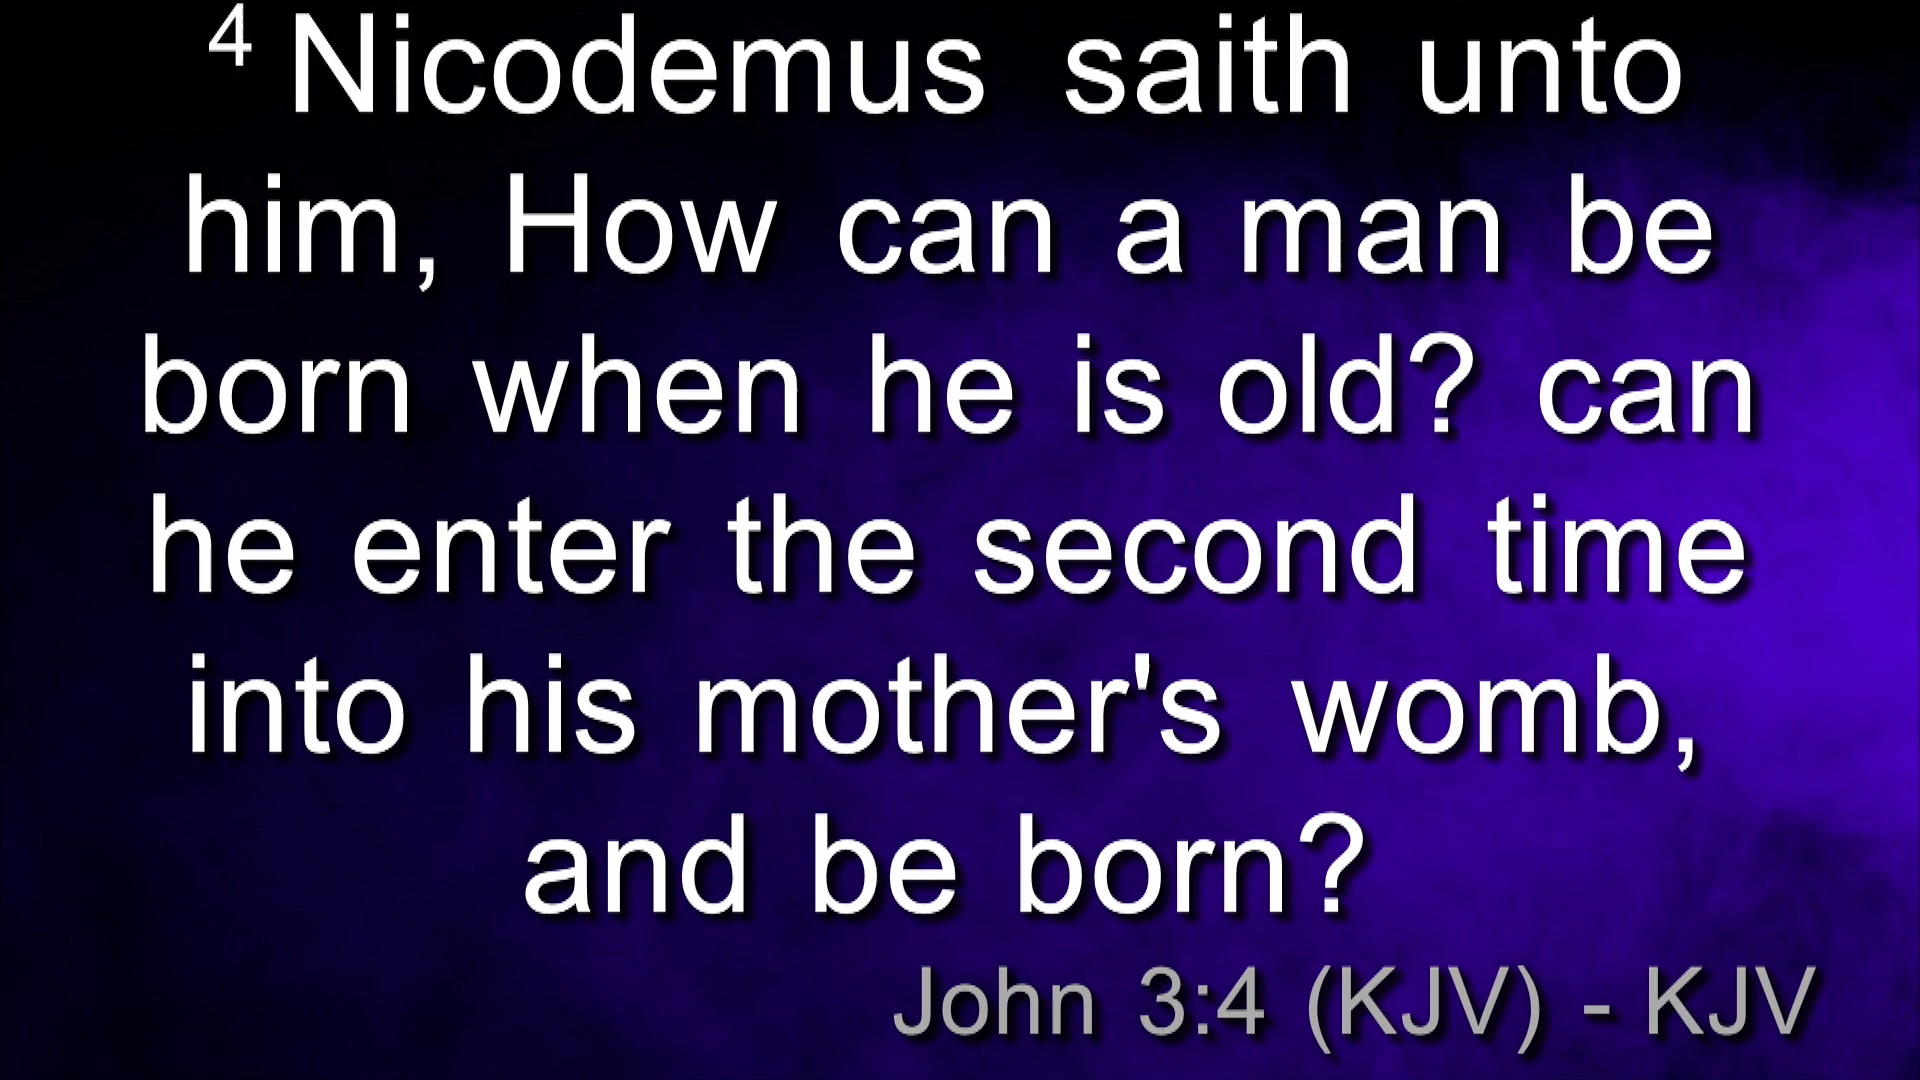 4 Nicodemus saith unto
him, How can a man be
born when he is old? can
he enter the second time
into his mother's womb,
and be born?
John 3:4 (KJV) - KJV